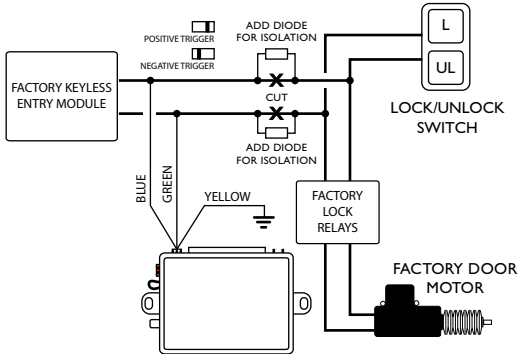 POSITIVE TRIGGER
NEGATIVE TRIGGER
ADD DIODE
FOR ISOLATION
L
UL
LOCK/UNLOCK
SWITCH
FACTORY KEYLESS
ENTRY MODULE
CUT
ADD DIODE
FOR ISOLATION
BLUE
GREEN
YELLOW
FACTORY
LOCK
RELAYS
FACTORY DOOR
MOTOR